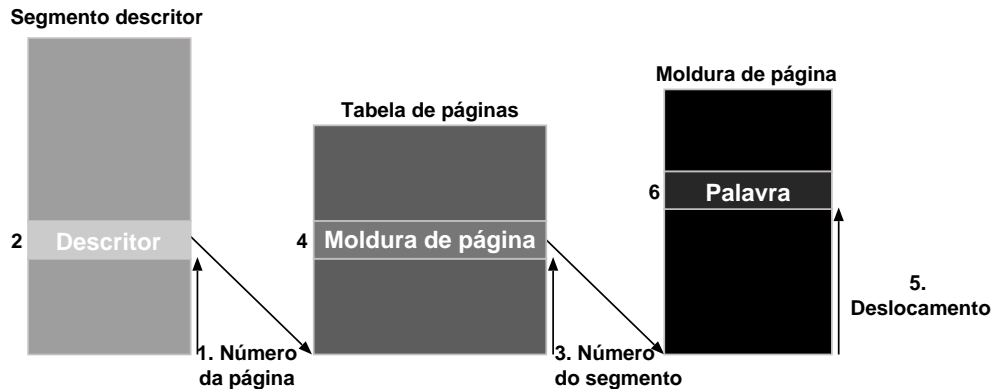 Segmento descritor
Moldura de página
Tabela de páginas
6
Palavra
2
Descritor
4
Moldura de página
5.
Deslocamento
1. Número
da página
3. Número
do segmento